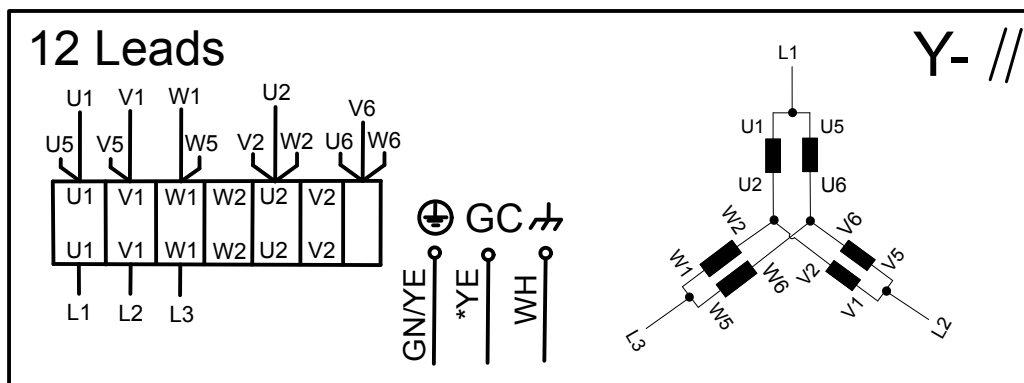 12 Leads
Y- //
U1 V1 W1 U2 V6
U5 V5 W5 V2 W2 U6 W6
U1 V1 W1 W2 U2 V2
U1 V1 W1 W2 U2 V2
L1 L2 L3
GC
GN/YE *YE WH
L1
U1 U5
U2 U6
W2 V6
W1 W6 V2 V5
W5 V1
L3 L2